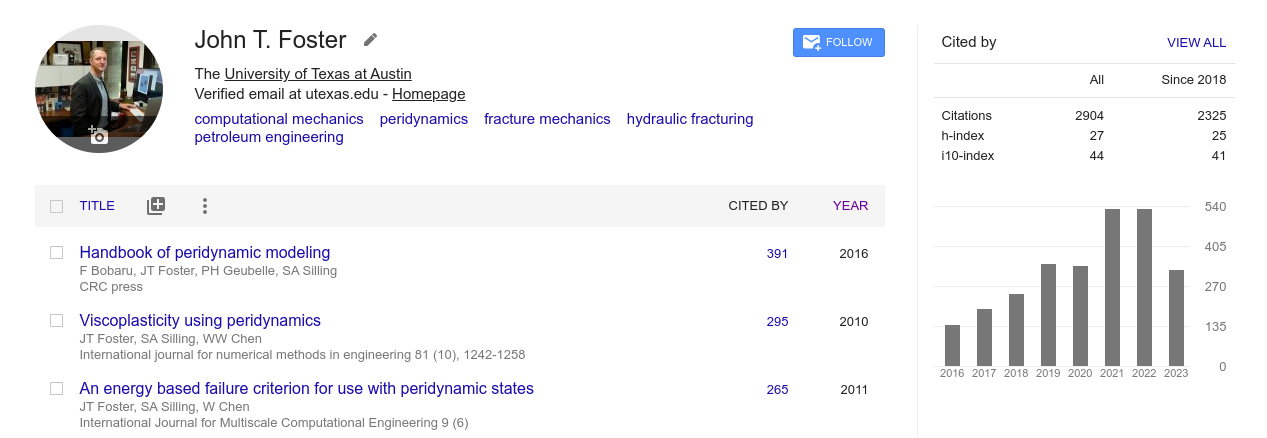 John T. Foster
FOLLOW
The University of Texas at Austin
Verified email at utexas.edu - Homepage
computational mechanics peridynamics fracture mechanics hydraulic fracturing
petroleum engineering
TITLE CITED BY YEAR
Handbook of peridynamic modeling 391 2016
F Bobaru, JT Foster, PH Geubelle, SA Silling
CRC press
Viscoplasticity using peridynamics 295 2010
JT Foster, SA Silling, WW Chen
International journal for numerical methods in engineering 81 (10), 1242-1258
An energy based failure criterion for use with peridynamic states 265 2011
JT Foster, SA Silling, W Chen
International Journal for Multiscale Computational Engineering 9 (6)
Cited by VIEW ALL
All Since 2018
Citations 2904 2325
h-index 27 25
i10-index 44 41
540
405
270
135
0
2016 2017 2018 2019 2020 2021 2022 2023